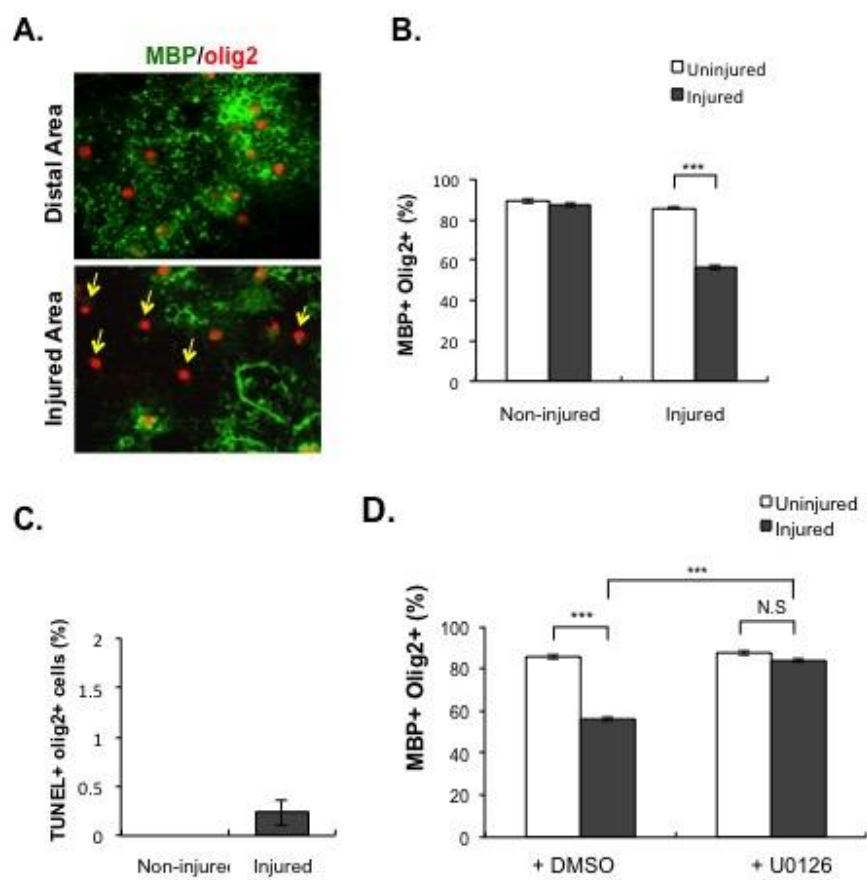 A.
MBP/olig2
Distal Area
Injured Area
B.
Uninjured
Injured
***
MBP+ Olig2+ (%)
100
80
60
40
20
0
Non-injured
Injured
C.
TUNEL+ olig2+ cells (%)
2
1.5
1
0.5
0
Non-injure
Injured
D.
Uninjured
Injured
***
***
N.S
MBP+ Olig2+ (%)
100
80
60
40
20
0
+ DMSO
+ U0126